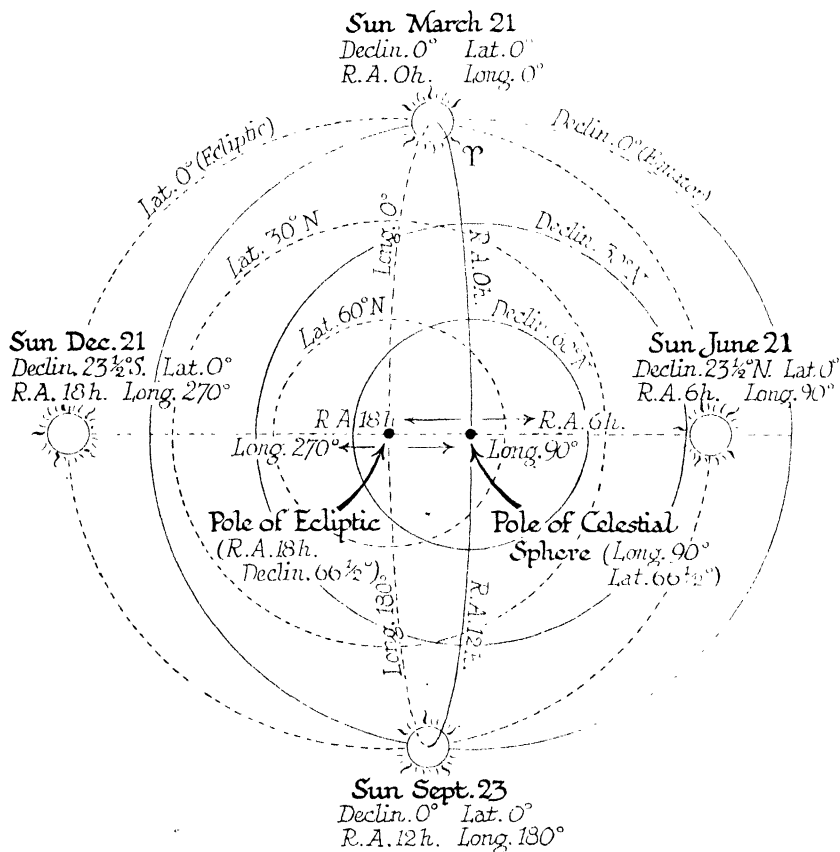 Sun March 21
Declin. 0° Lat. 0°
R.A. 0h. Long. 0°
Lat. 0° (Ecliptic)
Declin. 0° (Equator)
♈
Lat. 30° N
Long. 0°
R.A. 0h.
Declin. 30° N
Lat. 60° N
Declin. 60° N
Sun Dec. 21
Declin. 23½° S. Lat. 0°
R.A. 18h. Long. 270°
Sun June 21
Declin. 23½° N. Lat. 0°
R.A. 6h. Long. 90°
R.A. 18h
R.A. 6h.
Long. 270°
Long. 90°
Pole of Ecliptic
(R.A. 18h.
Declin. 66½°)
Pole of Celestial
Sphere (Long. 90°
Lat. 66½°)
Long. 180°
R.A. 12h.
Sun Sept. 23
Declin. 0° Lat. 0°
R.A. 12h. Long. 180°